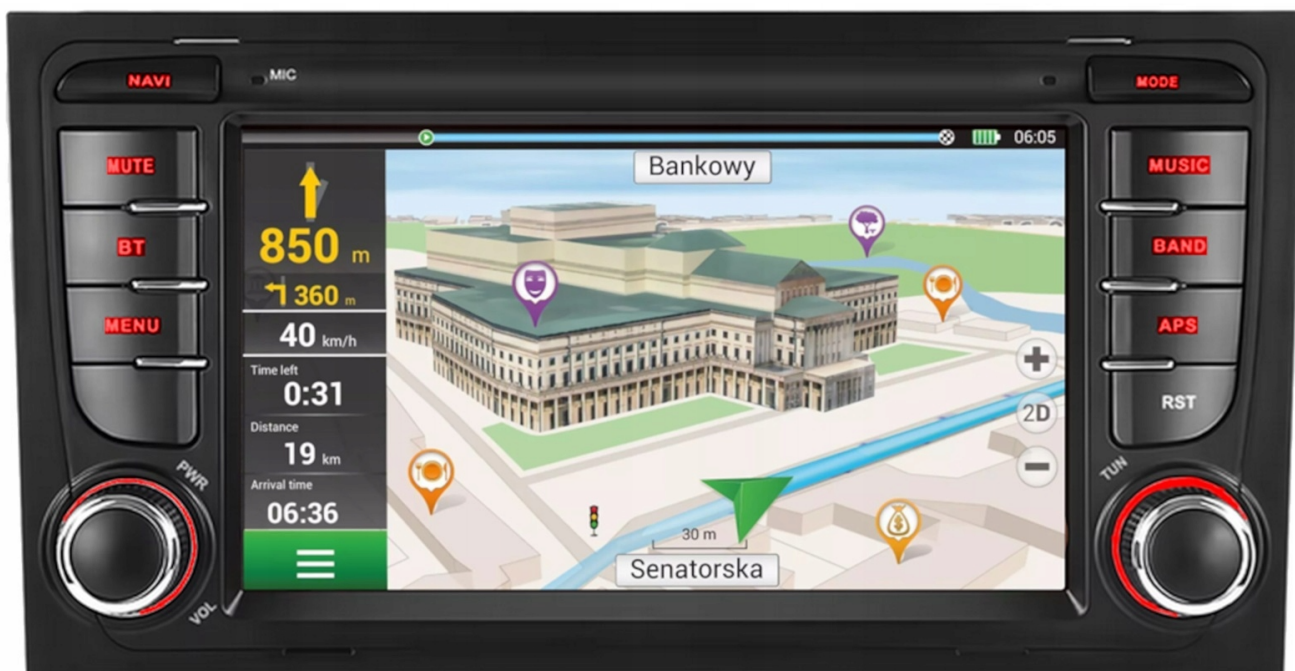 NAVI
MIC
MODE
MUTE
BT
MENU
PWR
VOL
06:05
Bankowy
850 m
360 m
40 km/h
Time left
0:31
Distance
19 km
Arrival time
06:36
2D
30 m
Senatorska
MUSIC
BAND
APS
RST
TUN